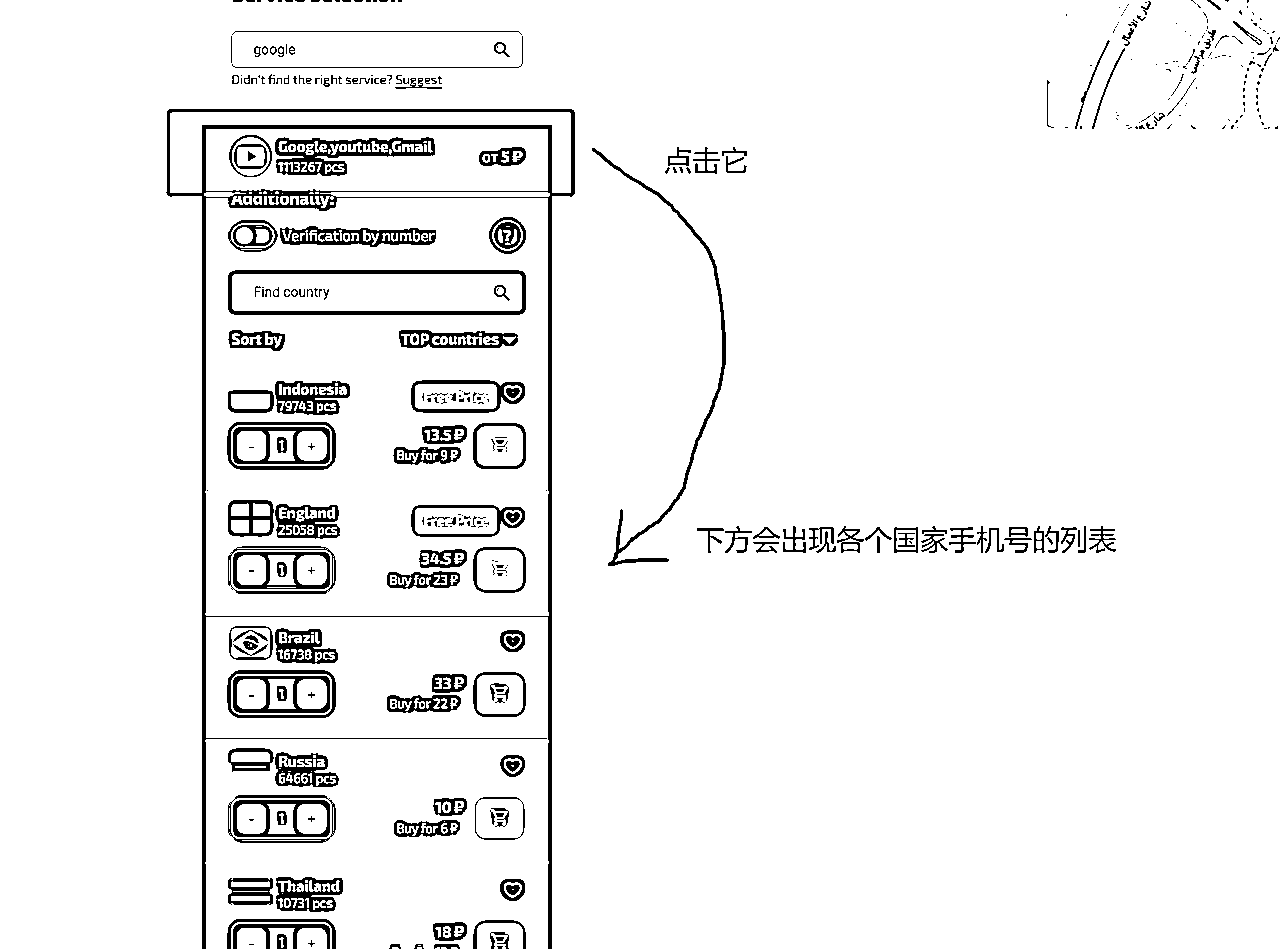 Service selection
google
Didn't find the right service? Suggest
Google,youtube,Gmail
1113267 pcs
от 5 ₽
点击它
Additionally:
Verification by number
?
Find country
Sort by
TOP countries
Indonesia
79743 pcs
Free Price
- 1 +
13.5 ₽
Buy for 9 ₽
England
25058 pcs
Free Price
- 1 +
34.5 ₽
Buy for 23 ₽
下方会出现各个国家手机号的列表
Brazil
16738 pcs
- 1 +
33 ₽
Buy for 22 ₽
Russia
64661 pcs
- 1 +
10 ₽
Buy for 6 ₽
Thailand
10731 pcs
- 1 +
18 ₽